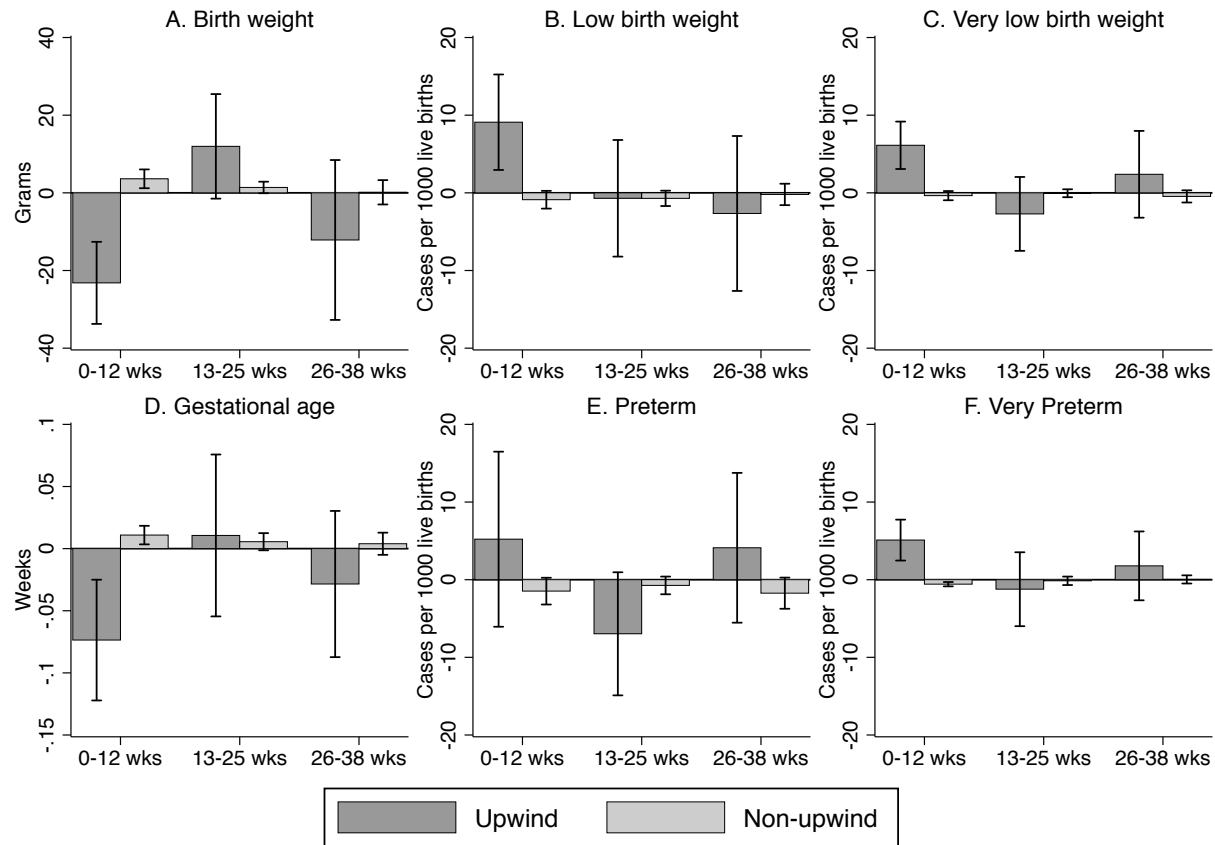 A. Birth weight
Grams
40
20
0
-20
-40
0-12 wks 13-25 wks 26-38 wks
B. Low birth weight
Cases per 1000 live births
20
10
0
-10
-20
0-12 wks 13-25 wks 26-38 wks
C. Very low birth weight
Cases per 1000 live births
20
10
0
-10
-20
0-12 wks 13-25 wks 26-38 wks
D. Gestational age
Weeks
.1
.05
0
-.05
-.1
-.15
0-12 wks 13-25 wks 26-38 wks
E. Preterm
Cases per 1000 live births
20
10
0
-10
-20
0-12 wks 13-25 wks 26-38 wks
F. Very Preterm
Cases per 1000 live births
20
10
0
-10
-20
0-12 wks 13-25 wks 26-38 wks
Upwind Non-upwind